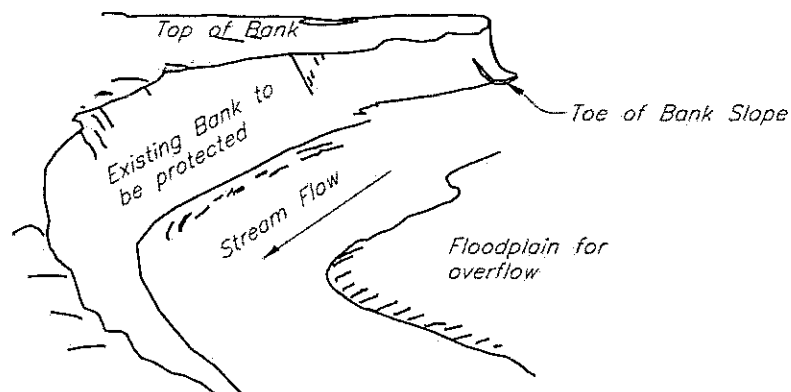 Top of Bank
Toe of Bank Slope
Existing Bank to
be protected
Stream Flow
Floodplain for
overflow